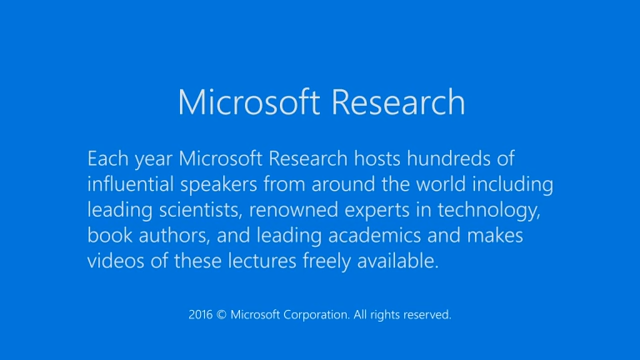 Microsoft Research
Each year Microsoft Research hosts hundreds of
influential speakers from around the world including
leading scientists, renowned experts in technology,
book authors, and leading academics and makes
videos of these lectures freely available.
2016 © Microsoft Corporation. All rights reserved.